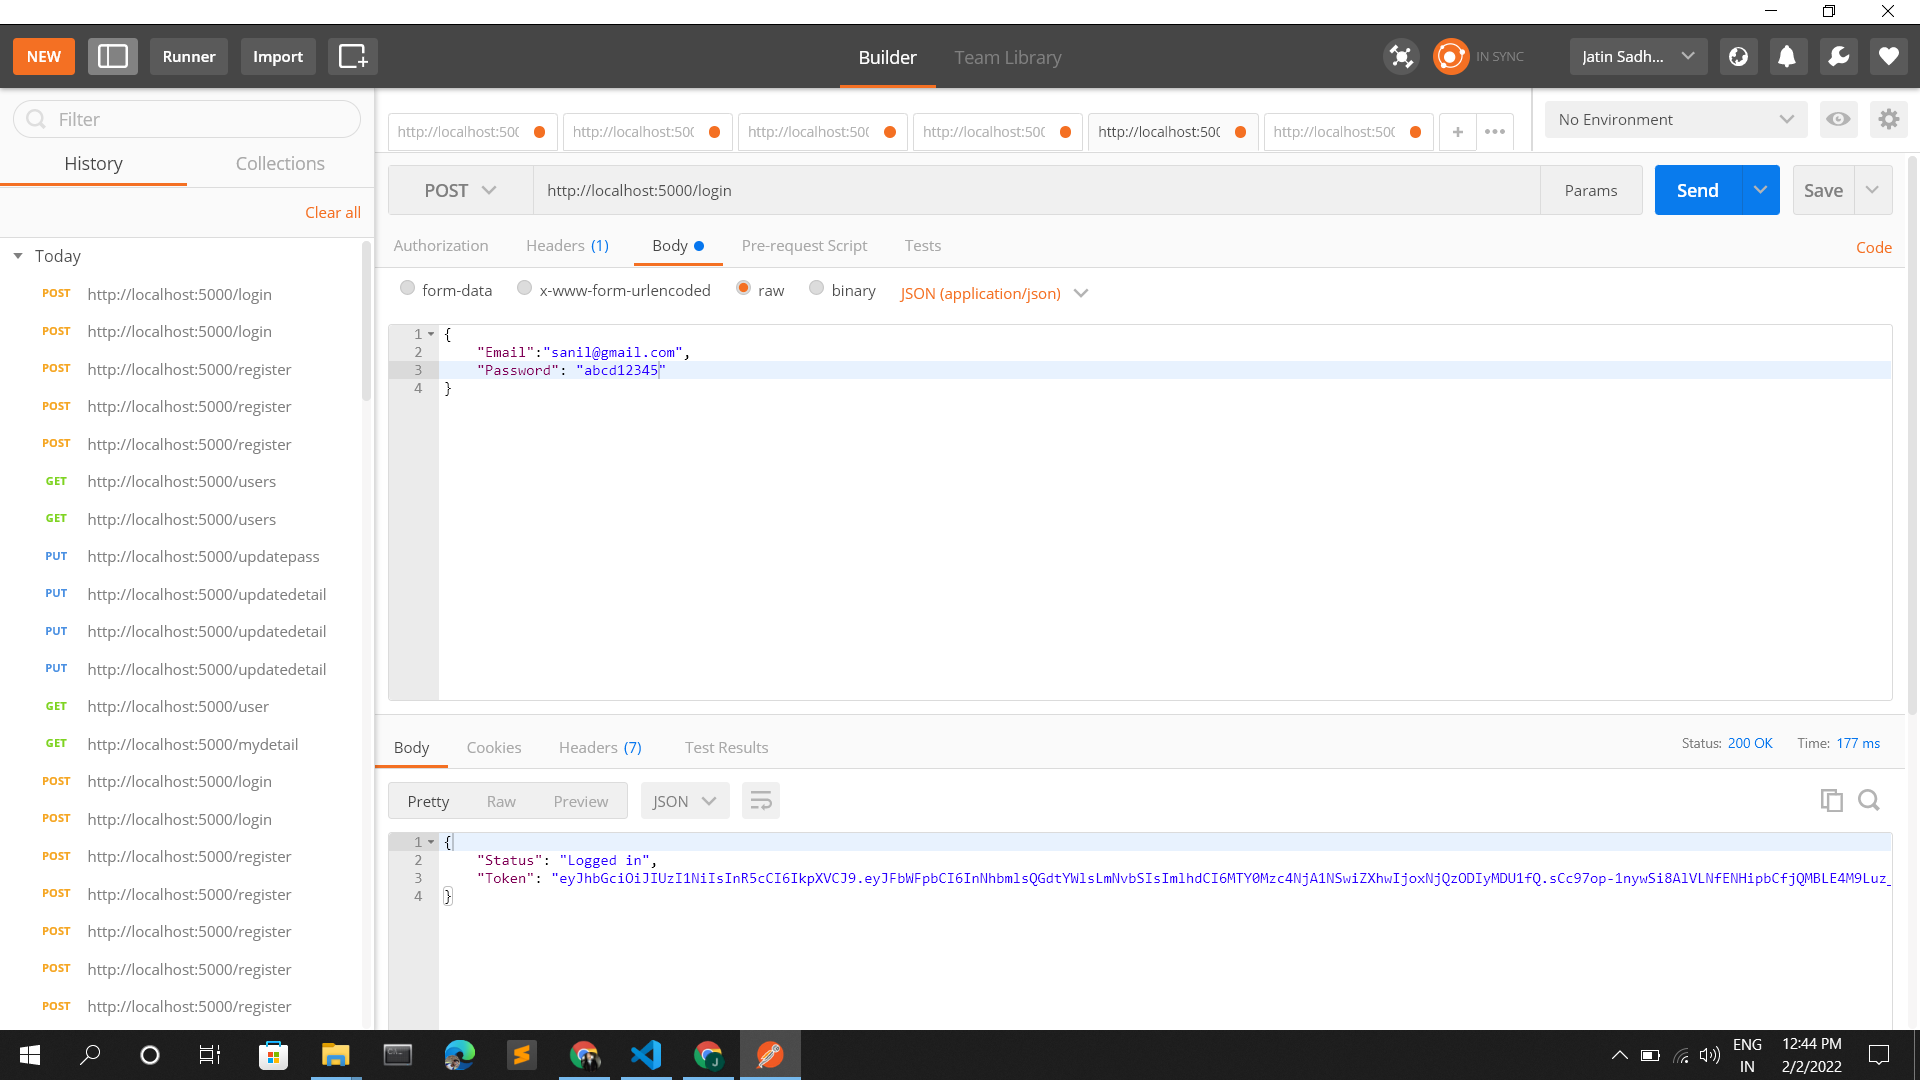 NEW
Runner
Import
Builder
Team Library
IN SYNC
Jatin Sadh...
Filter
History
Collections
Clear all
Today
POST http://localhost:5000/login
POST http://localhost:5000/login
POST http://localhost:5000/register
POST http://localhost:5000/register
POST http://localhost:5000/register
GET http://localhost:5000/users
GET http://localhost:5000/users
PUT http://localhost:5000/updatepass
PUT http://localhost:5000/updatedetail
PUT http://localhost:5000/updatedetail
PUT http://localhost:5000/updatedetail
GET http://localhost:5000/user
GET http://localhost:5000/mydetail
POST http://localhost:5000/login
POST http://localhost:5000/login
POST http://localhost:5000/register
POST http://localhost:5000/register
POST http://localhost:5000/register
POST http://localhost:5000/register
POST http://localhost:5000/register
http://localhost:500 http://localhost:500 http://localhost:500 http://localhost:500 http://localhost:500 http://localhost:500
No Environment
POST http://localhost:5000/login Params Send Save
Authorization Headers (1) Body Pre-request Script Tests Code
form-data x-www-form-urlencoded raw binary JSON (application/json)
1 {
2 "Email":"sanil@gmail.com",
3 "Password": "abcd12345"
4 }
Body Cookies Headers (7) Test Results Status: 200 OK Time: 177 ms
Pretty Raw Preview JSON
1 {
2 "Status": "Logged in",
3 "Token": "eyJhbGciOiJIUzI1NiIsInR5cCI6IkpXVCJ9.eyJFbWFpbCI6InNhbmlsQGdtYWlsLmNvbSIsImlhdCI6MTY0Mzc4NjA1NSwiZXhwIjoxNjQzODIyMDU1fQ.sCc97op-1nywSi8AlVLNfENHipbCfjQMBLE4M9Luz_
4 }
ENG
IN
12:44 PM
2/2/2022